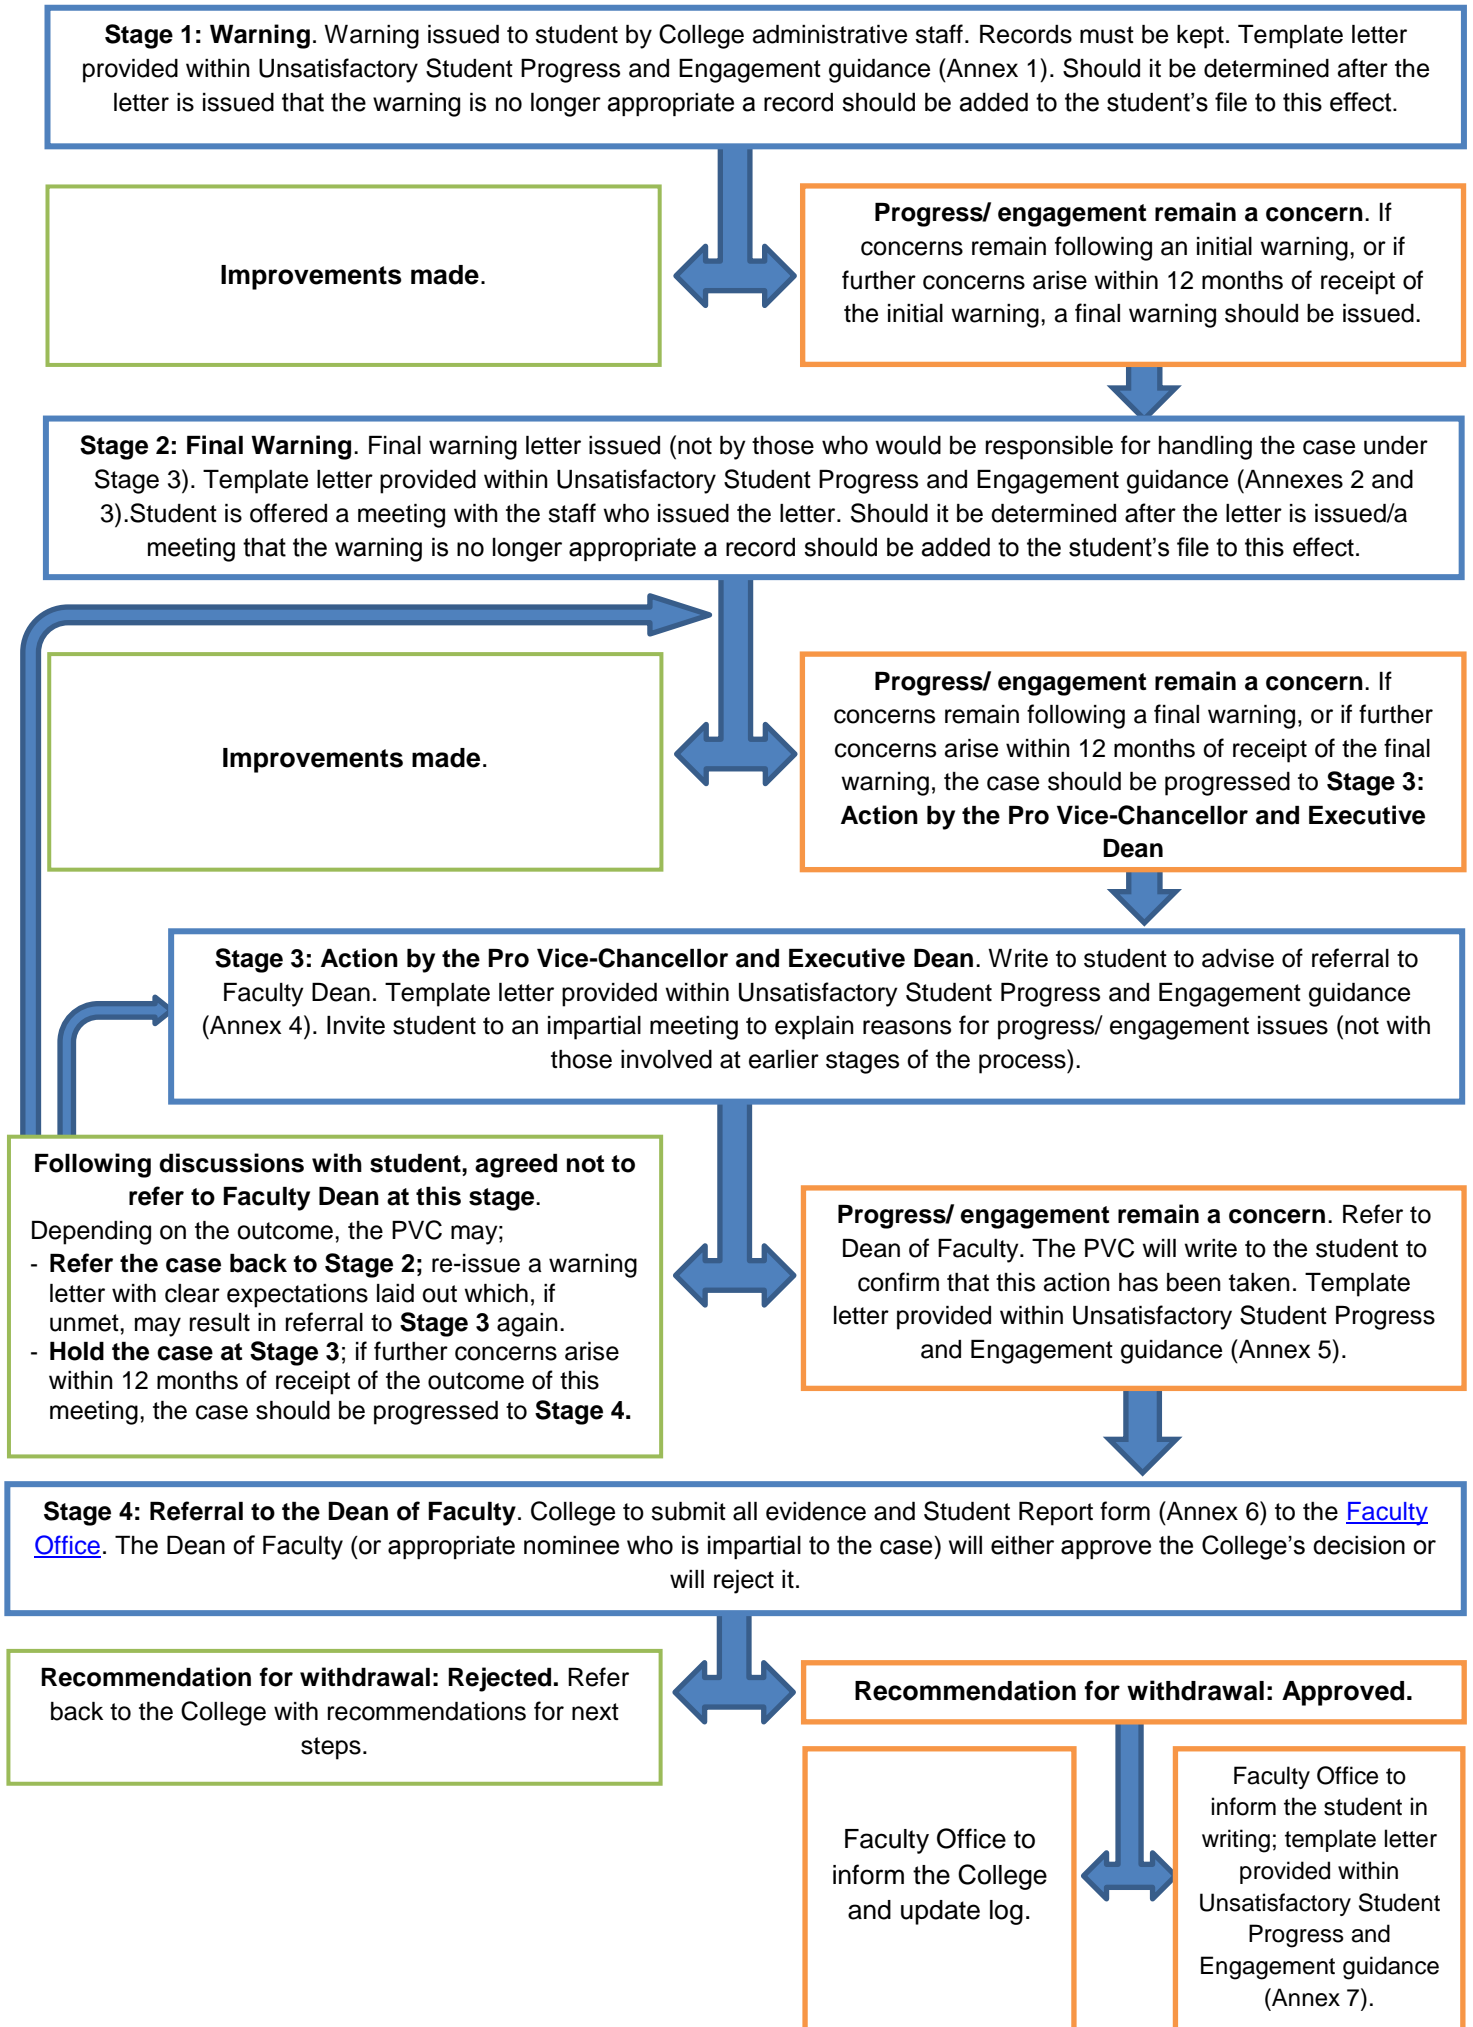 Stage 1: Warning. Warning issued to student by College administrative staff. Records must be kept. Template letter
provided within Unsatisfactory Student Progress and Engagement guidance (Annex 1). Should it be determined after the
letter is issued that the warning is no longer appropriate a record should be added to the student’s file to this effect.
Improvements made.
Progress/ engagement remain a concern. If
concerns remain following an initial warning, or if
further concerns arise within 12 months of receipt of
the initial warning, a final warning should be issued.
Stage 2: Final Warning. Final warning letter issued (not by those who would be responsible for handling the case under
Stage 3). Template letter provided within Unsatisfactory Student Progress and Engagement guidance (Annexes 2 and
3).Student is offered a meeting with the staff who issued the letter. Should it be determined after the letter is issued/a
meeting that the warning is no longer appropriate a record should be added to the student’s file to this effect.
Improvements made.
Progress/ engagement remain a concern. If
concerns remain following a final warning, or if further
concerns arise within 12 months of receipt of the final
warning, the case should be progressed to Stage 3:
Action by the Pro Vice-Chancellor and Executive
Dean
Stage 3: Action by the Pro Vice-Chancellor and Executive Dean. Write to student to advise of referral to
Faculty Dean. Template letter provided within Unsatisfactory Student Progress and Engagement guidance
(Annex 4). Invite student to an impartial meeting to explain reasons for progress/ engagement issues (not with
those involved at earlier stages of the process).
Following discussions with student, agreed not to
refer to Faculty Dean at this stage.
Depending on the outcome, the PVC may;
- Refer the case back to Stage 2; re-issue a warning
letter with clear expectations laid out which, if
unmet, may result in referral to Stage 3 again.
- Hold the case at Stage 3; if further concerns arise
within 12 months of receipt of the outcome of this
meeting, the case should be progressed to Stage 4.
Progress/ engagement remain a concern. Refer to
Dean of Faculty. The PVC will write to the student to
confirm that this action has been taken. Template
letter provided within Unsatisfactory Student Progress
and Engagement guidance (Annex 5).
Stage 4: Referral to the Dean of Faculty. College to submit all evidence and Student Report form (Annex 6) to the Faculty
Office. The Dean of Faculty (or appropriate nominee who is impartial to the case) will either approve the College’s decision or
will reject it.
Recommendation for withdrawal: Rejected. Refer
back to the College with recommendations for next
steps.
Recommendation for withdrawal: Approved.
Faculty Office to
inform the College
and update log.
Faculty Office to
inform the student in
writing; template letter
provided within
Unsatisfactory Student
Progress and
Engagement guidance
(Annex 7).